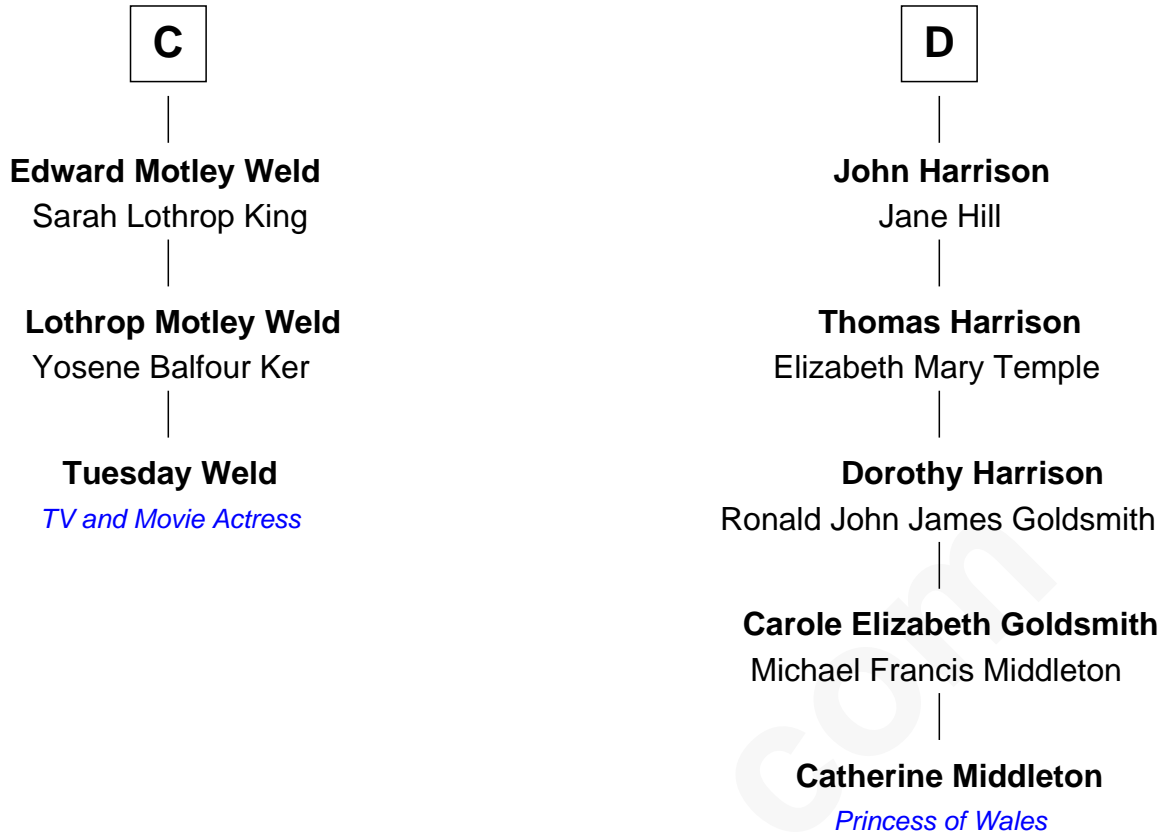 C
Edward Motley Weld
Sarah Lothrop King
Lothrop Motley Weld
Yosene Balfour Ker
Tuesday Weld
TV and Movie Actress
D
John Harrison
Jane Hill
Thomas Harrison
Elizabeth Mary Temple
Dorothy Harrison
Ronald John James Goldsmith
Carole Elizabeth Goldsmith
Michael Francis Middleton
Catherine Middleton
Princess of Wales
com